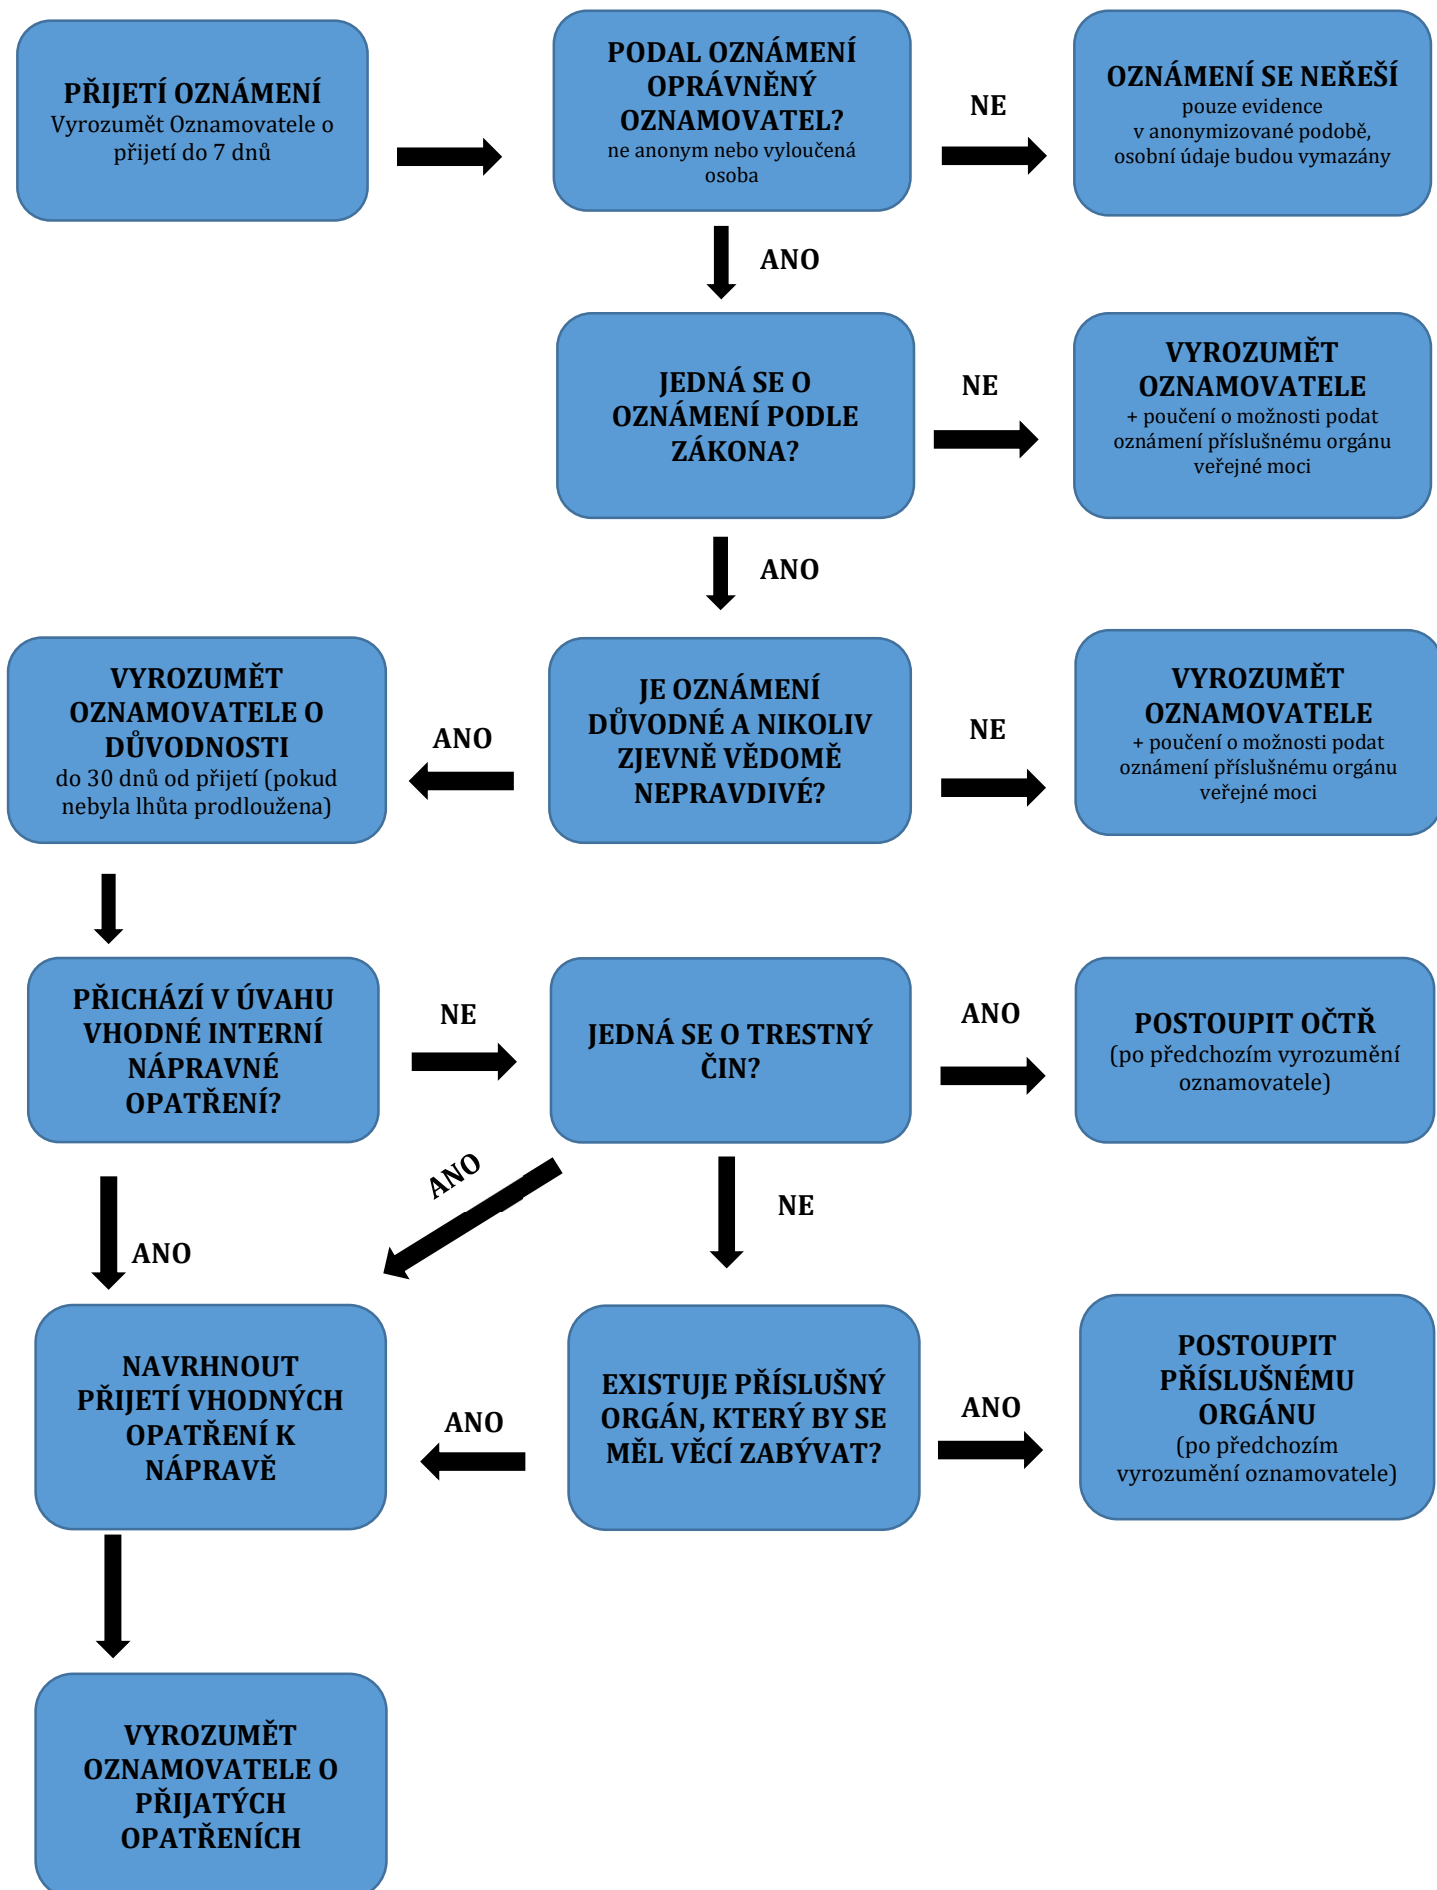 PŘIJETÍ OZNÁMENÍ
Vyrozumět Oznamovatele o
přijetí do 7 dnů
PODAL OZNÁMENÍ
OPRÁVNĚNÝ
OZNAMOVATEL?
ne anonym nebo vyloučená
osoba
NE
OZNÁMENÍ SE NEŘEŠÍ
pouze evidence
v anonymizované podobě,
osobní údaje budou vymazány
ANO
JEDNÁ SE O
OZNÁMENÍ PODLE
ZÁKONA?
NE
VYROZUMĚT
OZNAMOVATELE
+ poučení o možnosti podat
oznámení příslušnému orgánu
veřejné moci
ANO
VYROZUMĚT
OZNAMOVATELE O
DŮVODNOSTI
do 30 dnů od přijetí (pokud
nebyla lhůta prodloužena)
ANO
JE OZNÁMENÍ
DŮVODNÉ A NIKOLIV
ZJEVNĚ VĚDOMĚ
NEPRAVDIVÉ?
NE
VYROZUMĚT
OZNAMOVATELE
+ poučení o možnosti podat
oznámení příslušnému orgánu
veřejné moci
PŘICHÁZÍ V ÚVAHU
VHODNÉ INTERNÍ
NÁPRAVNÉ
OPATŘENÍ?
NE
JEDNÁ SE O TRESTNÝ
ČIN?
ANO
POSTOUPIT OČTŘ
(po předchozím vyrozumění
oznamovatele)
ANO
ANO
NE
NAVRHNOUT
PŘIJETÍ VHODNÝCH
OPATŘENÍ K
NÁPRAVĚ
ANO
EXISTUJE PŘÍSLUŠNÝ
ORGÁN, KTERÝ BY SE
MĚL VĚCÍ ZABÝVAT?
ANO
POSTOUPIT
PŘÍSLUŠNÉMU
ORGÁNU
(po předchozím
vyrozumění oznamovatele)
VYROZUMĚT
OZNAMOVATELE O
PŘIJATÝCH
OPATŘENÍCH